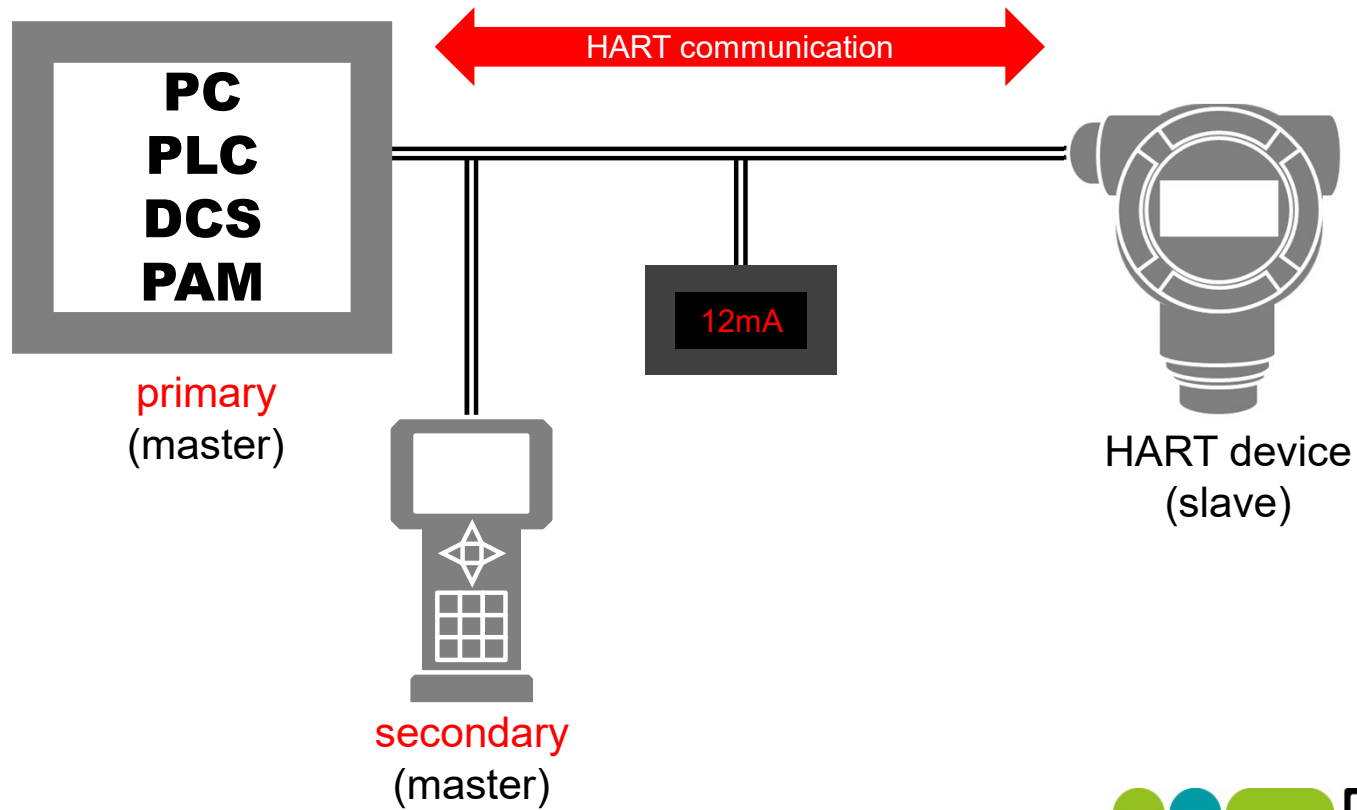 HART communication
PC
PLC
DCS
PAM
12mA
primary
(master)
HART device
(slave)
secondary
(master)